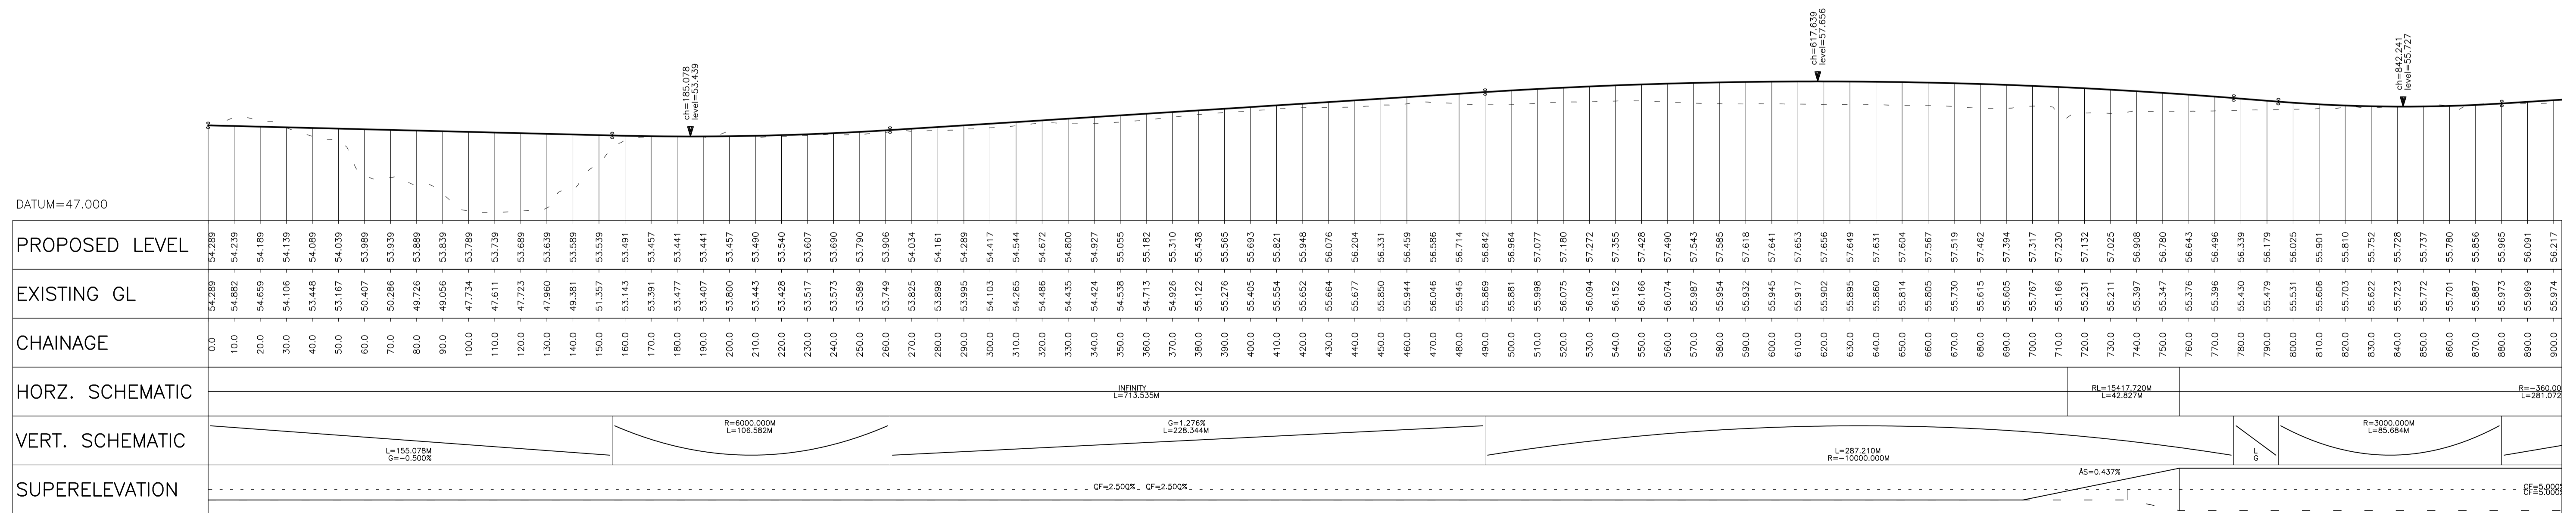 ch=185.078
level=53.439
ch=617.639
level=57.656
ch=842.241
level=55.727
DATUM=47.000
PROPOSED LEVEL 54.289 54.239 54.189 54.139 54.089 54.039 53.989 53.939 53.889 53.839 53.789 53.739 53.689 53.639 53.589 53.539 53.491 53.457 53.441 53.441 53.457 53.490 53.540 53.607 53.690 53.790 53.906 54.034 54.161 54.289 54.417 54.544 54.672 54.800 54.927 55.055 55.182 55.310 55.438 55.565 55.693 55.821 55.948 56.076 56.204 56.331 56.459 56.586 56.714 56.842 56.964 57.077 57.180 57.272 57.355 57.428 57.490 57.543 57.585 57.618 57.641 57.653 57.656 57.649 57.631 57.604 57.567 57.519 57.462 57.394 57.317 57.230 57.132 57.025 56.908 56.780 56.643 56.496 56.339 56.179 56.025 55.901 55.810 55.752 55.728 55.737 55.780 55.856 55.965 56.091 56.217
EXISTING GL 54.289 54.882 54.659 54.106 53.448 53.167 50.407 50.286 49.726 49.056 47.734 47.611 47.723 47.960 49.381 51.357 53.143 53.391 53.477 53.407 53.800 53.443 53.428 53.517 53.573 53.589 53.749 53.825 53.898 53.995 54.103 54.265 54.486 54.435 54.424 54.538 54.713 54.926 55.122 55.276 55.405 55.554 55.652 55.664 55.677 55.850 55.944 56.046 55.945 55.869 55.881 55.998 56.075 56.094 56.152 56.166 56.074 55.987 55.954 55.932 55.945 55.917 55.902 55.895 55.860 55.814 55.805 55.730 55.615 55.605 55.767 55.166 55.231 55.211 55.397 55.347 55.376 55.396 55.430 55.479 55.531 55.606 55.703 55.622 55.723 55.772 55.701 55.887 55.973 55.969 55.974
CHAINAGE 0.0 10.0 20.0 30.0 40.0 50.0 60.0 70.0 80.0 90.0 100.0 110.0 120.0 130.0 140.0 150.0 160.0 170.0 180.0 190.0 200.0 210.0 220.0 230.0 240.0 250.0 260.0 270.0 280.0 290.0 300.0 310.0 320.0 330.0 340.0 350.0 360.0 370.0 380.0 390.0 400.0 410.0 420.0 430.0 440.0 450.0 460.0 470.0 480.0 490.0 500.0 510.0 520.0 530.0 540.0 550.0 560.0 570.0 580.0 590.0 600.0 610.0 620.0 630.0 640.0 650.0 660.0 670.0 680.0 690.0 700.0 710.0 720.0 730.0 740.0 750.0 760.0 770.0 780.0 790.0 800.0 810.0 820.0 830.0 840.0 850.0 860.0 870.0 880.0 890.0 900.0
HORZ. SCHEMATIC
INFINITY
L=713.535M
RL=15417.720M
L=42.827M
R=-360.00
L=281.072
VERT. SCHEMATIC
L=155.078M
G=-0.500%
R=6000.000M
L=106.582M
G=1.276%
L=228.344M
L=287.210M
R=-10000.000M
L
G
R=3000.000M
L=85.684M
SUPERELEVATION
CF=2.500% CF=2.500%
ÅS=0.437%
CF=5.000%
CF=5.000%